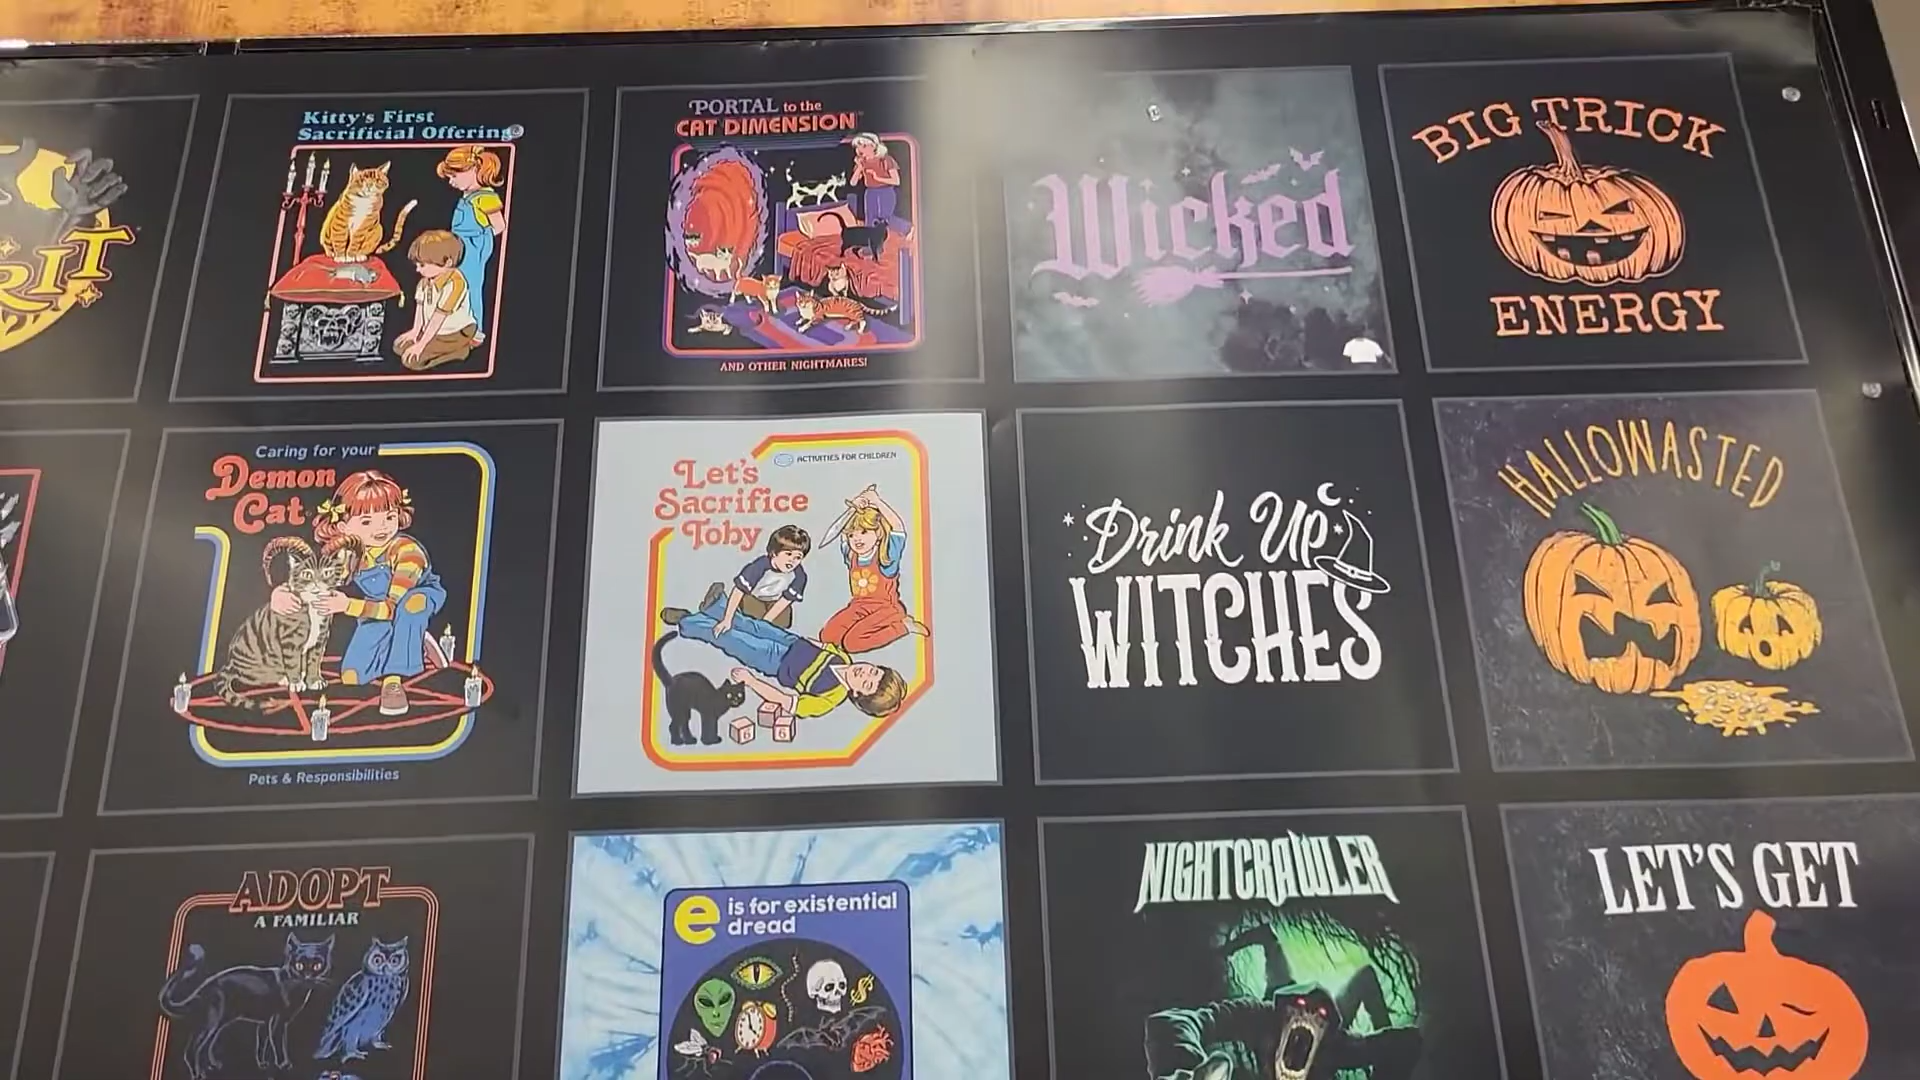 Kitty's First
Sacrificial Offering
PORTAL to the
CAT DIMENSION
AND OTHER NIGHTMARES!
Wicked
BIG TRICK
ENERGY
Caring for your
Demon
Cat
Pets & Responsibilities
ACTIVITIES FOR CHILDREN
Let's
Sacrifice
Toby
6
6
Drink Up
WITCHES
HALLOWASTED
ADOPT
A FAMILIAR
e is for existential
dread
NIGHTCRAWLER
LET'S GET